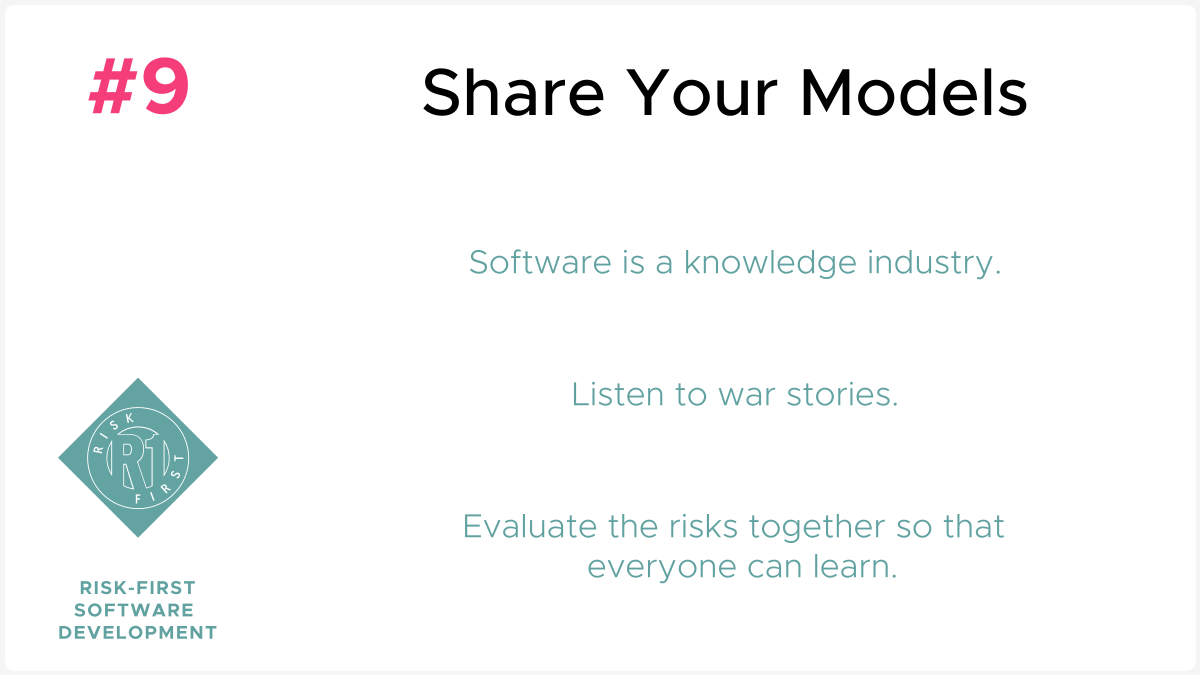 #9
Share Your Models
Software is a knowledge industry.
Listen to war stories.
Evaluate the risks together so that
everyone can learn.
RISK
R1
FIRST
RISK-FIRST
SOFTWARE
DEVELOPMENT